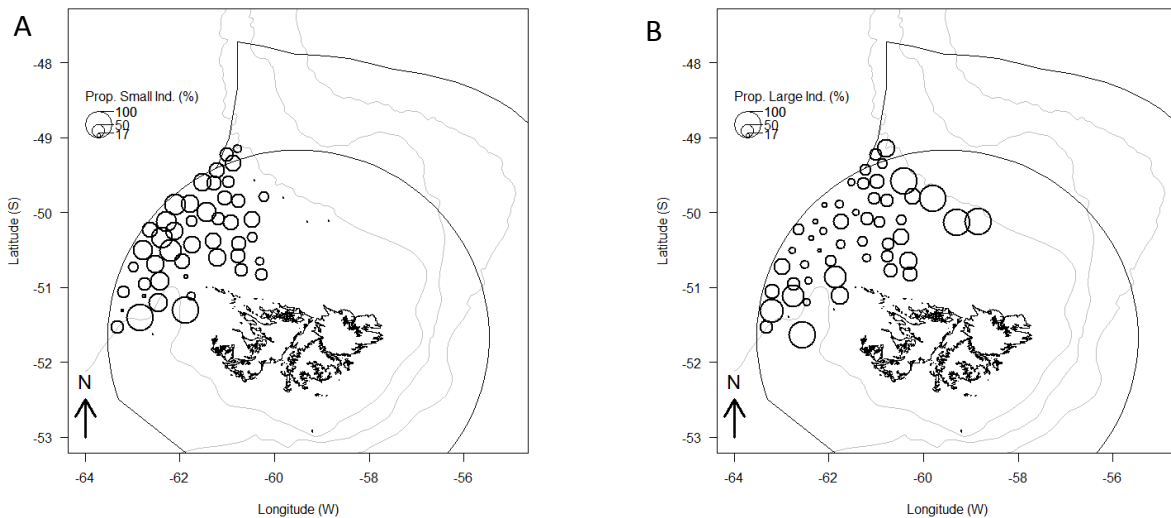 A
Prop. Small Ind. (%)
100
50
17
-48
-49
-50
-51
-52
-53
Latitude (S)
N
-64
-62
-60
-58
-56
Longitude (W)
B
Prop. Large Ind. (%)
100
50
17
-48
-49
-50
-51
-52
-53
Latitude (S)
N
-64
-62
-60
-58
-56
Longitude (W)